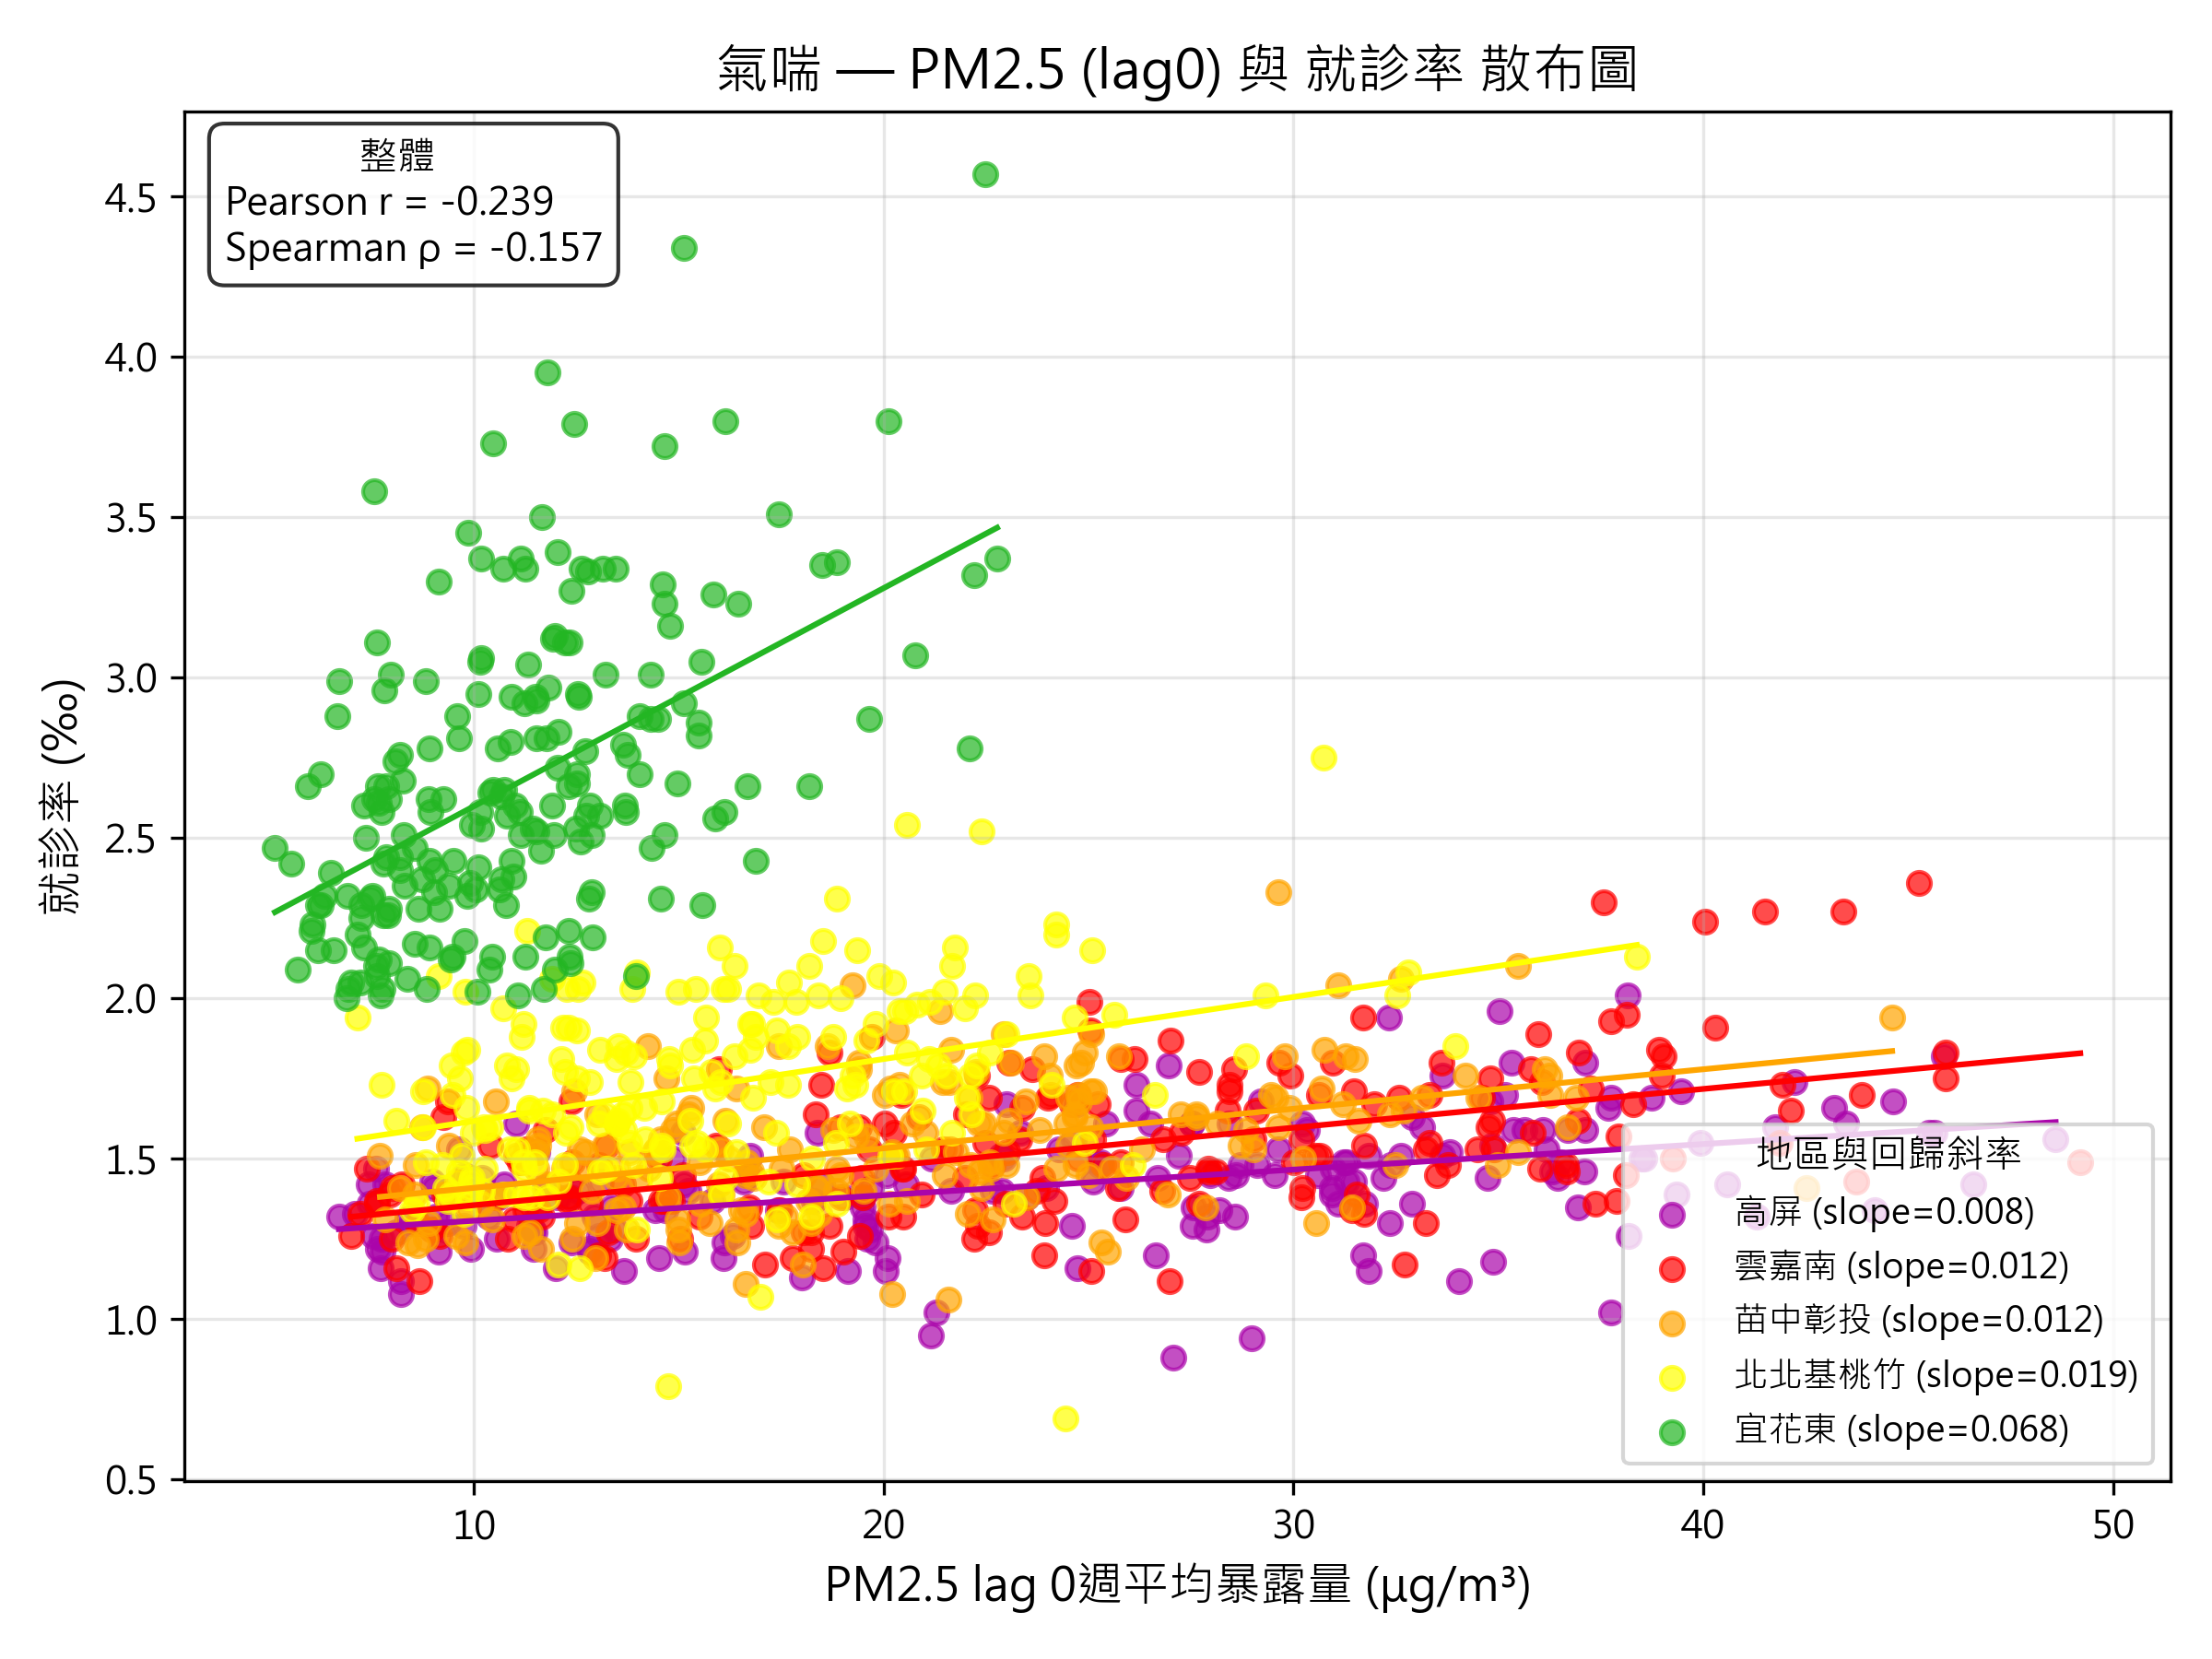 氣喘 — PM2.5 (lag0) 與 就診率 散布圖
整體
Pearson r = -0.239
Spearman ρ = -0.157
就診率 (‰)
4.5
4.0
3.5
3.0
2.5
2.0
1.5
1.0
0.5
地區與回歸斜率
高屏 (slope=0.008)
雲嘉南 (slope=0.012)
苗中彰投 (slope=0.012)
北北基桃竹 (slope=0.019)
宜花東 (slope=0.068)
10
20
30
40
50
PM2.5 lag 0週平均暴露量 (μg/m³)